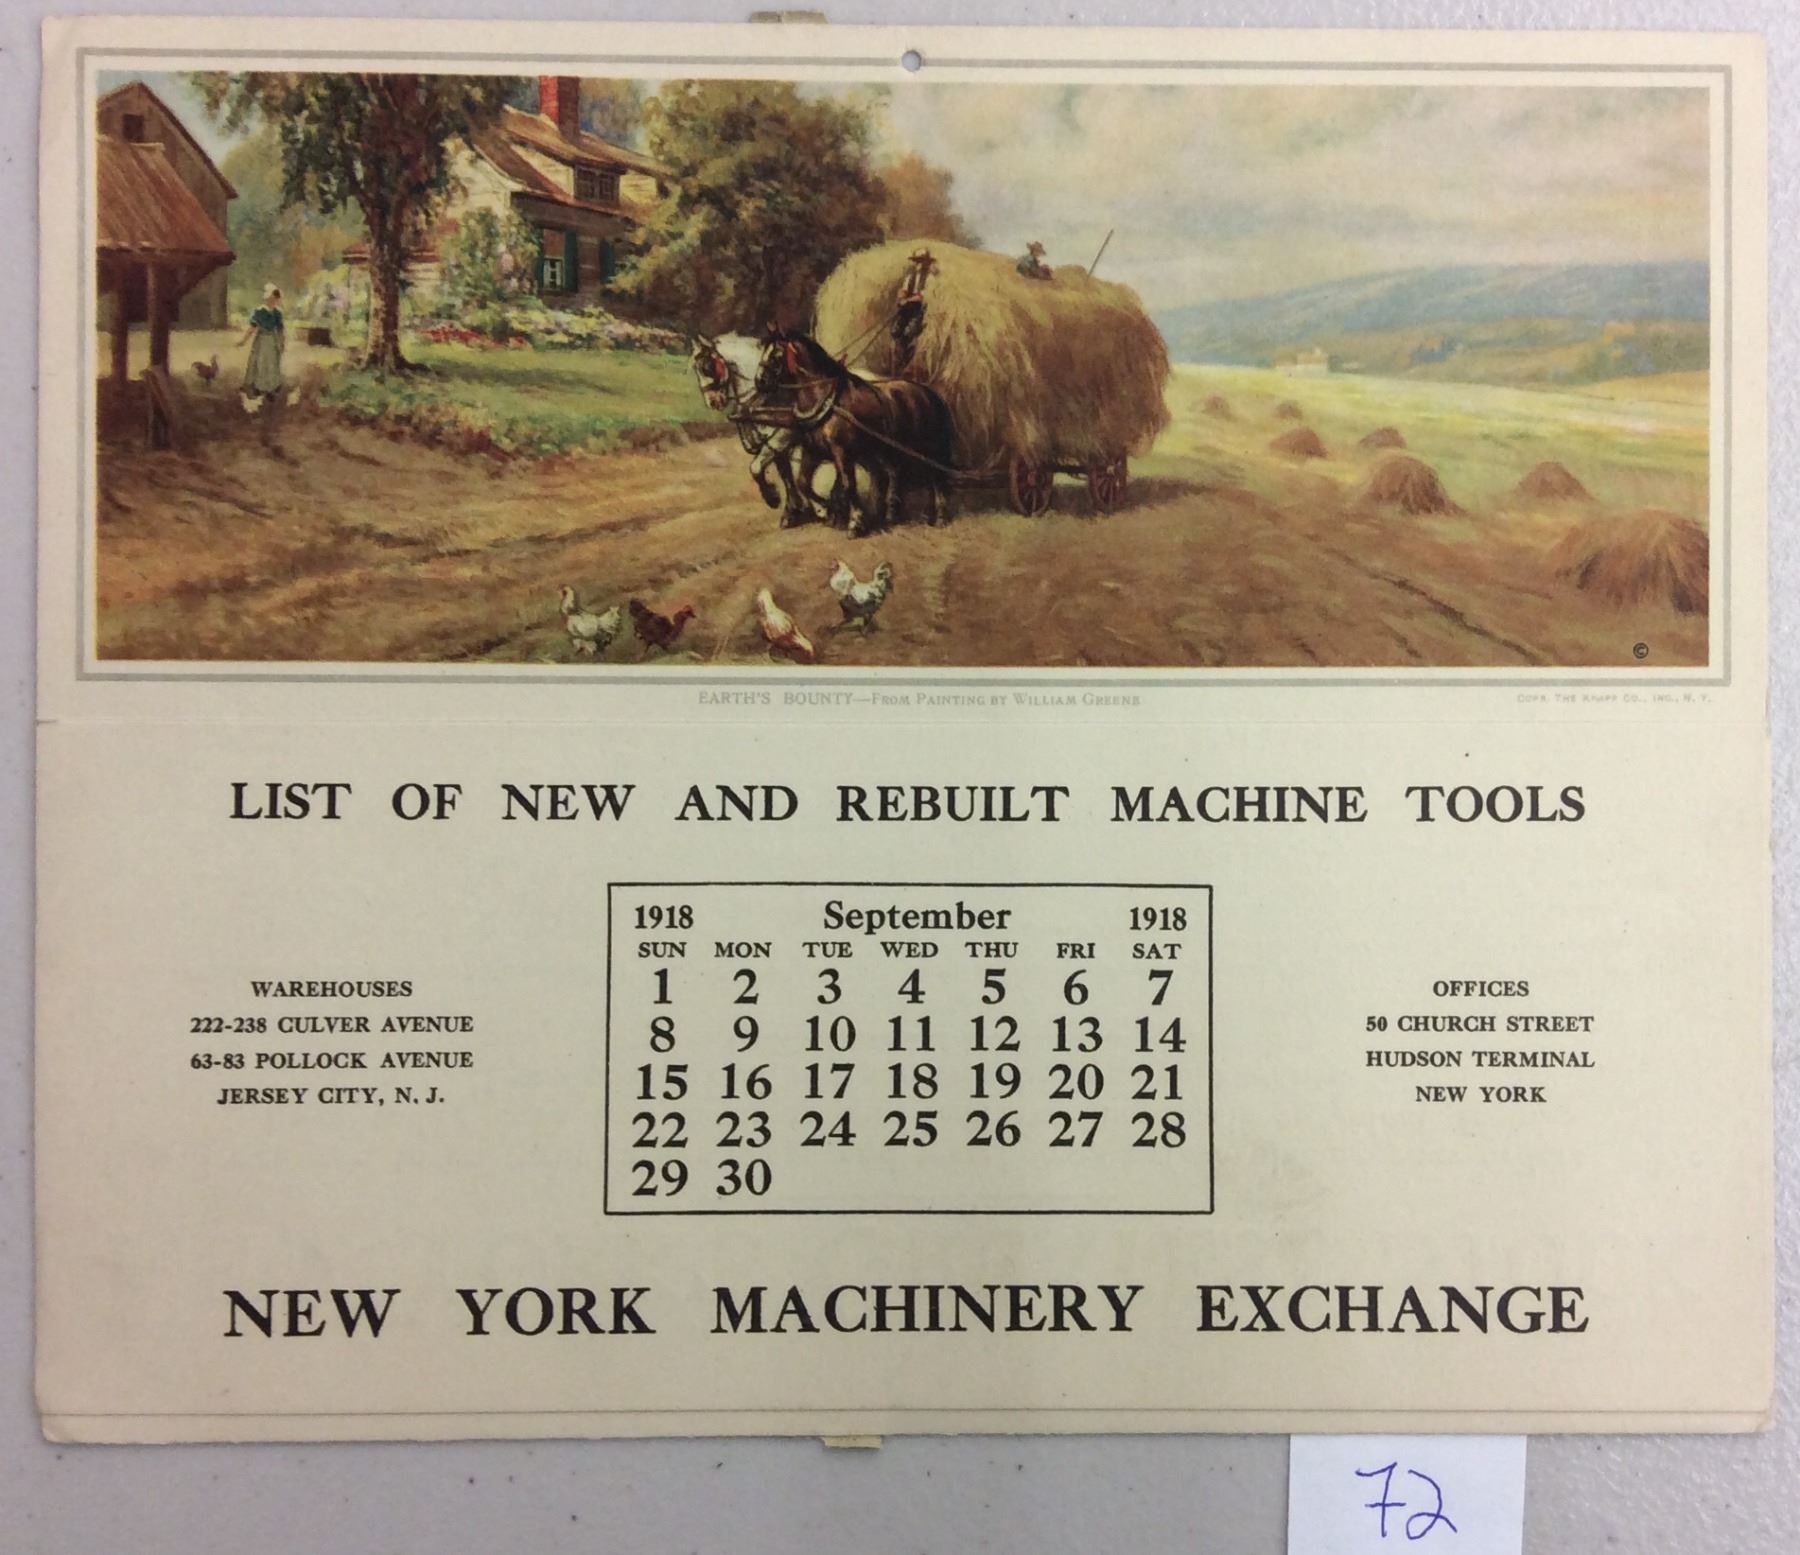 ©
EARTH'S BOUNTY—FROM PAINTING BY WILLIAM GREENE
COPR. THE KNAPP CO., INC., N. Y.
LIST OF NEW AND REBUILT MACHINE TOOLS
WAREHOUSES
222-238 CULVER AVENUE
63-83 POLLOCK AVENUE
JERSEY CITY, N. J.
1918 September 1918
SUN MON TUE WED THU FRI SAT
1 2 3 4 5 6 7
8 9 10 11 12 13 14
15 16 17 18 19 20 21
22 23 24 25 26 27 28
29 30
OFFICES
50 CHURCH STREET
HUDSON TERMINAL
NEW YORK
NEW YORK MACHINERY EXCHANGE
72